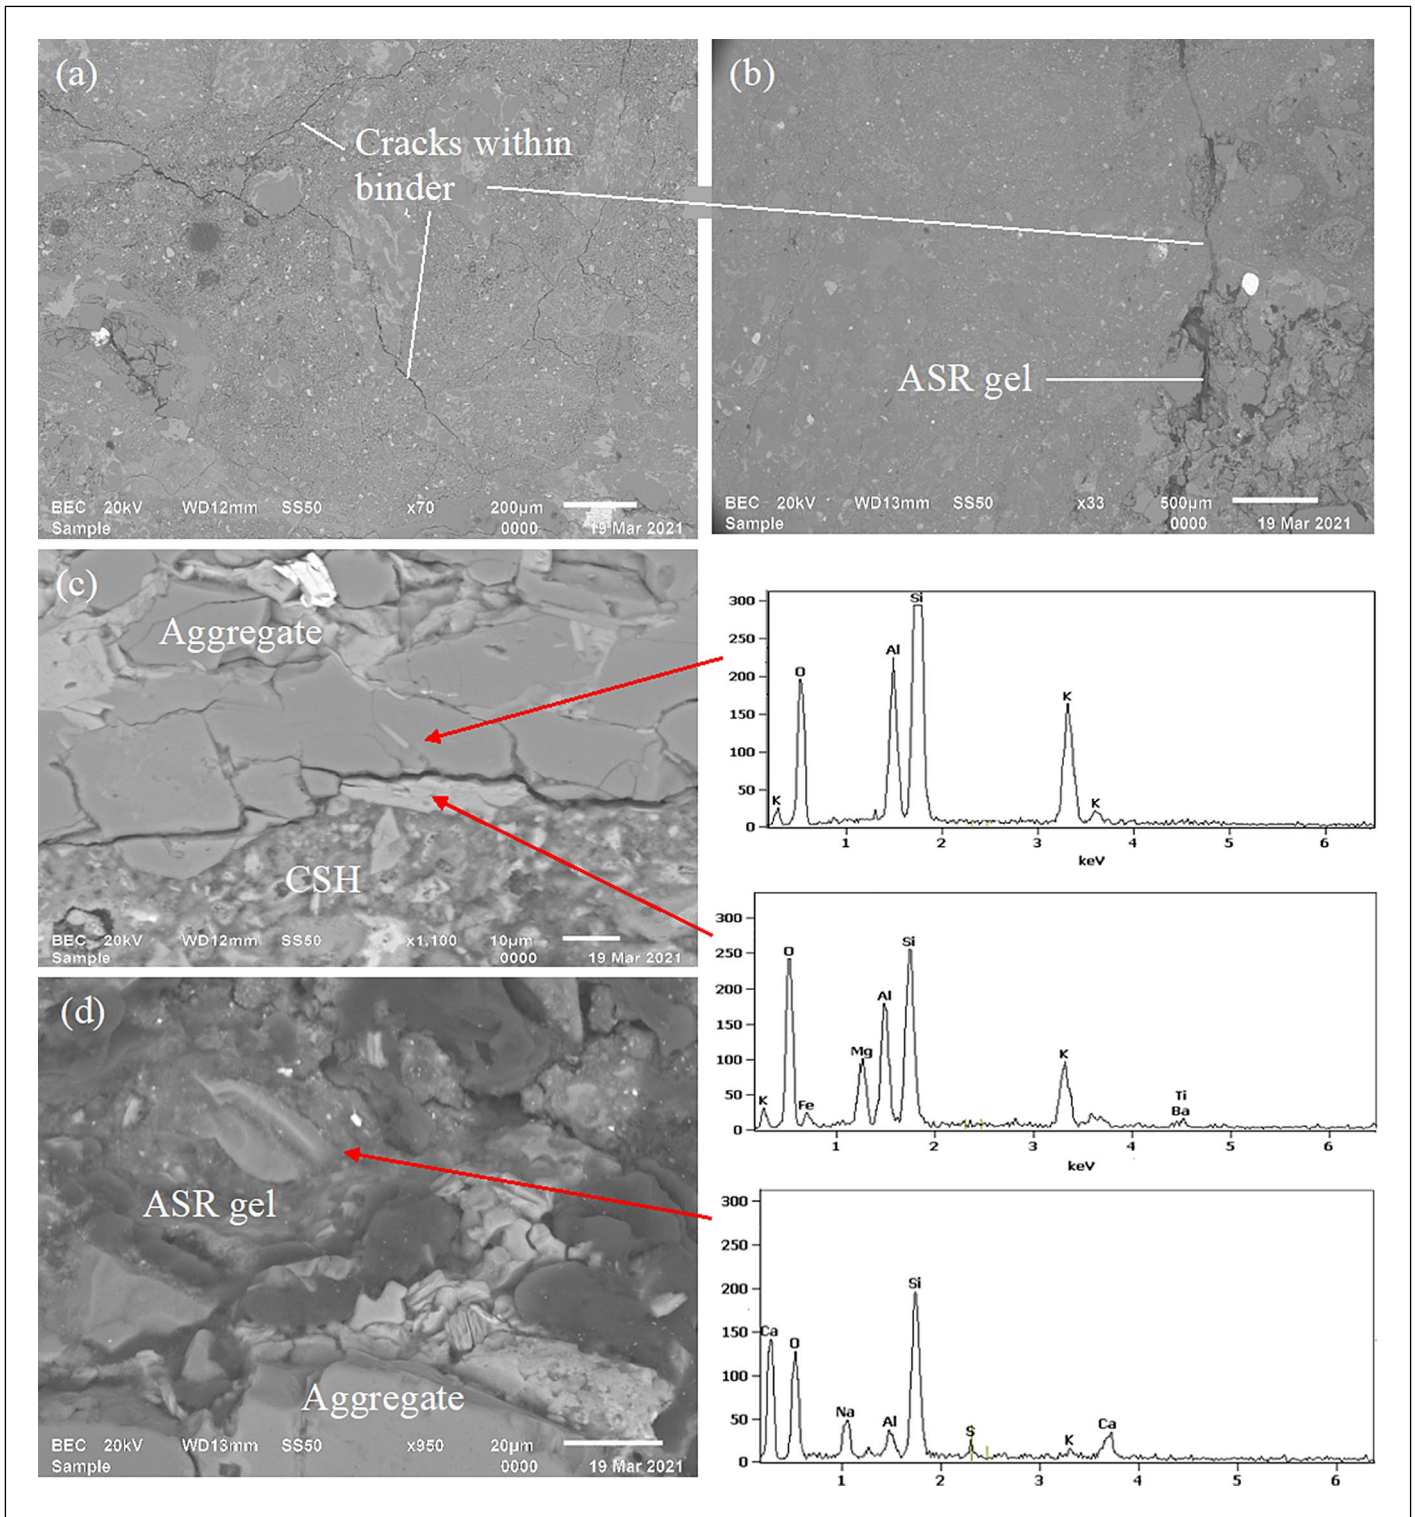 (a)
Cracks within
binder
BEC 20kV WD12mm SS50 x70 200µm
0000
Sample 19 Mar 2021
(b)
ASR gel
BEC 20kV WD13mm SS50 x33 500µm
0000
Sample 19 Mar 2021
(c)
Aggregate
CSH
BEC 20kV WD12mm SS50 x1,100 10µm
0000
Sample 19 Mar 2021
300
250
200
150
100
50
0
K O Al Si K K
1 2 3 4 5 6
keV
300
250
200
150
100
50
0
K O Fe Mg Al Si K Ti
Ba
1 2 3 4 5 6
keV
(d)
ASR gel
Aggregate
BEC 20kV WD13mm SS50 x950 20µm
0000
Sample 19 Mar 2021
300
250
200
150
100
50
0
Ca O Na Al Si S K Ca
1 2 3 4 5 6